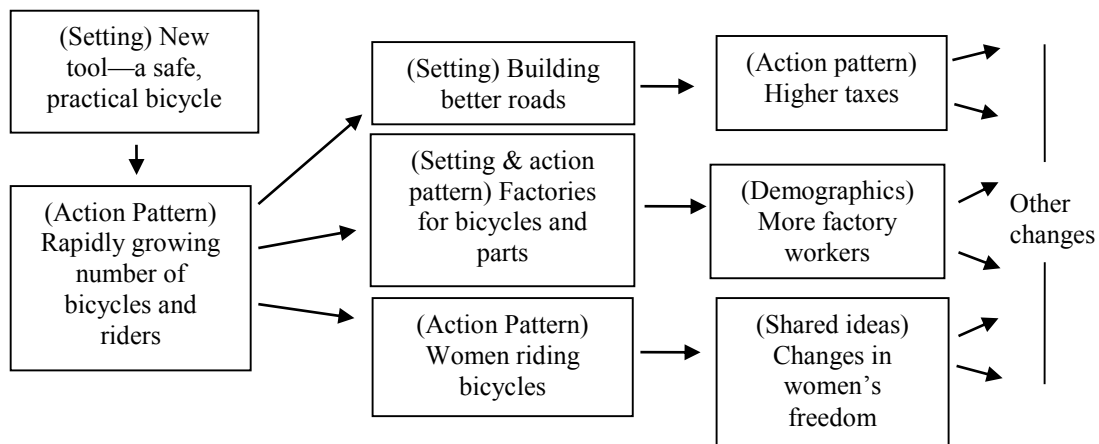 (Setting) New
tool—a safe,
practical bicycle
(Action Pattern)
Rapidly growing
number of
bicycles and
riders
(Setting) Building
better roads
(Setting & action
pattern) Factories
for bicycles and
parts
(Action Pattern)
Women riding
bicycles
(Action pattern)
Higher taxes
(Demographics)
More factory
workers
(Shared ideas)
Changes in
women’s
freedom
Other
changes